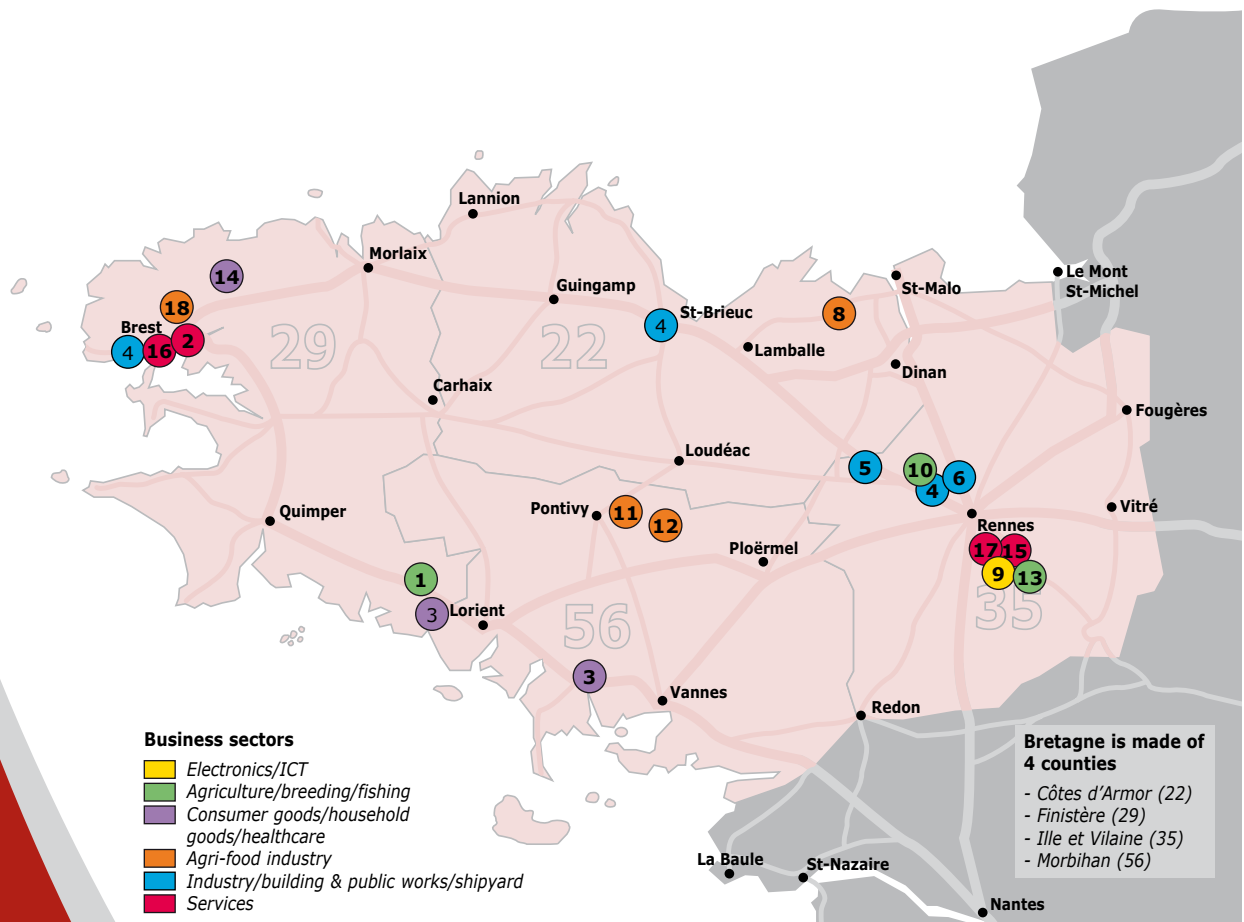 Lannion
Morlaix
14
Le Mont
St-Michel
St-Malo
Guingamp
18
St-Brieuc
8
Brest
2
4
4
16
29
22
Lamballe
Dinan
Carhaix
Fougères
Loudéac
5
10
6
4
Pontivy
11
12
Quimper
Vitré
Rennes
Ploërmel
17
15
9
13
1
3
Lorient
56
35
3
Vannes
Redon
Business sectors
Electronics/ICT
Agriculture/breeding/fishing
Consumer goods/household
goods/healthcare
Agri-food industry
Industry/building & public works/shipyard
Services
Bretagne is made of
4 counties
- Côtes d'Armor (22)
- Finistère (29)
- Ille et Vilaine (35)
- Morbihan (56)
La Baule
St-Nazaire
Nantes